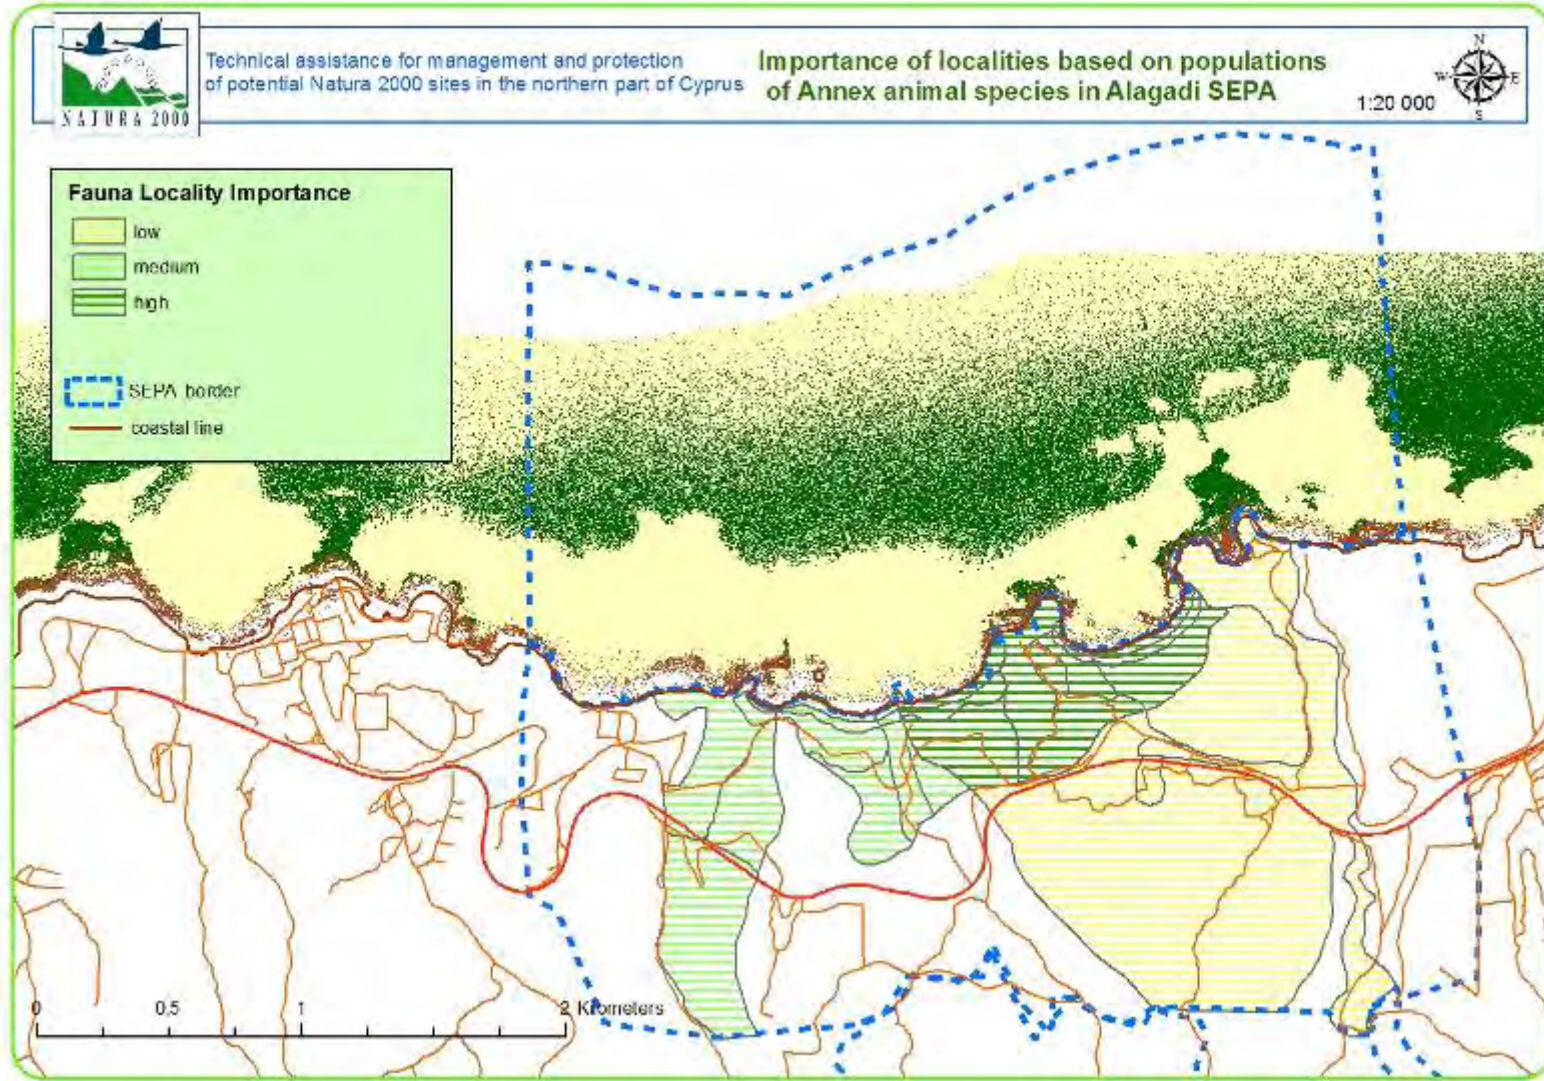 NATURA 2000
Technical assistance for management and protection
of potential Natura 2000 sites in the northern part of Cyprus
Importance of localities based on populations
of Annex animal species in Alagadi SEPA
1:20 000
N
W
E
S
Fauna Locality Importance
low
medium
high
SEPA border
coastal line
0
0,5
1
2 Kilometers